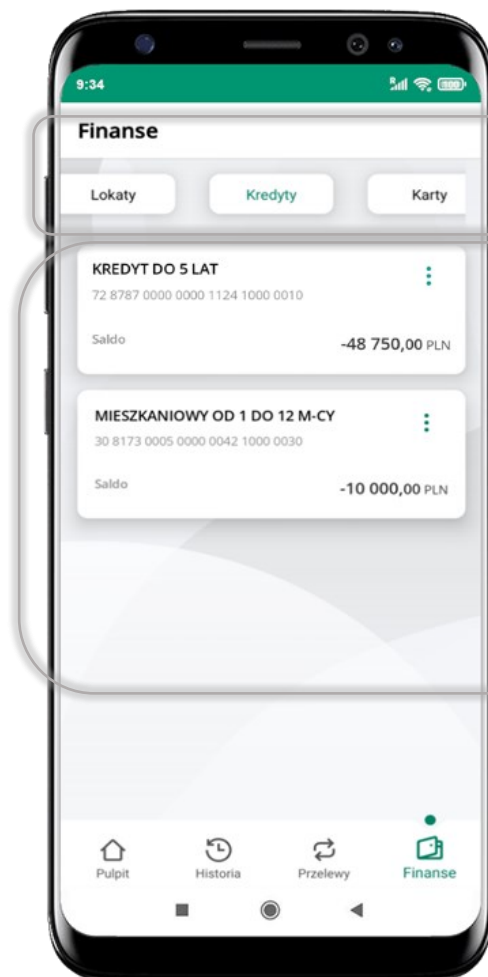 9:34
Finanse
Lokaty Kredyty Karty
KREDYT DO 5 LAT
72 8787 0000 0000 1124 1000 0010
Saldo -48 750,00 PLN
MIESZKANIOWY OD 1 DO 12 M-CY
30 8173 0005 0000 0042 1000 0030
Saldo -10 000,00 PLN
Pulpit Historia Przelewy Finanse